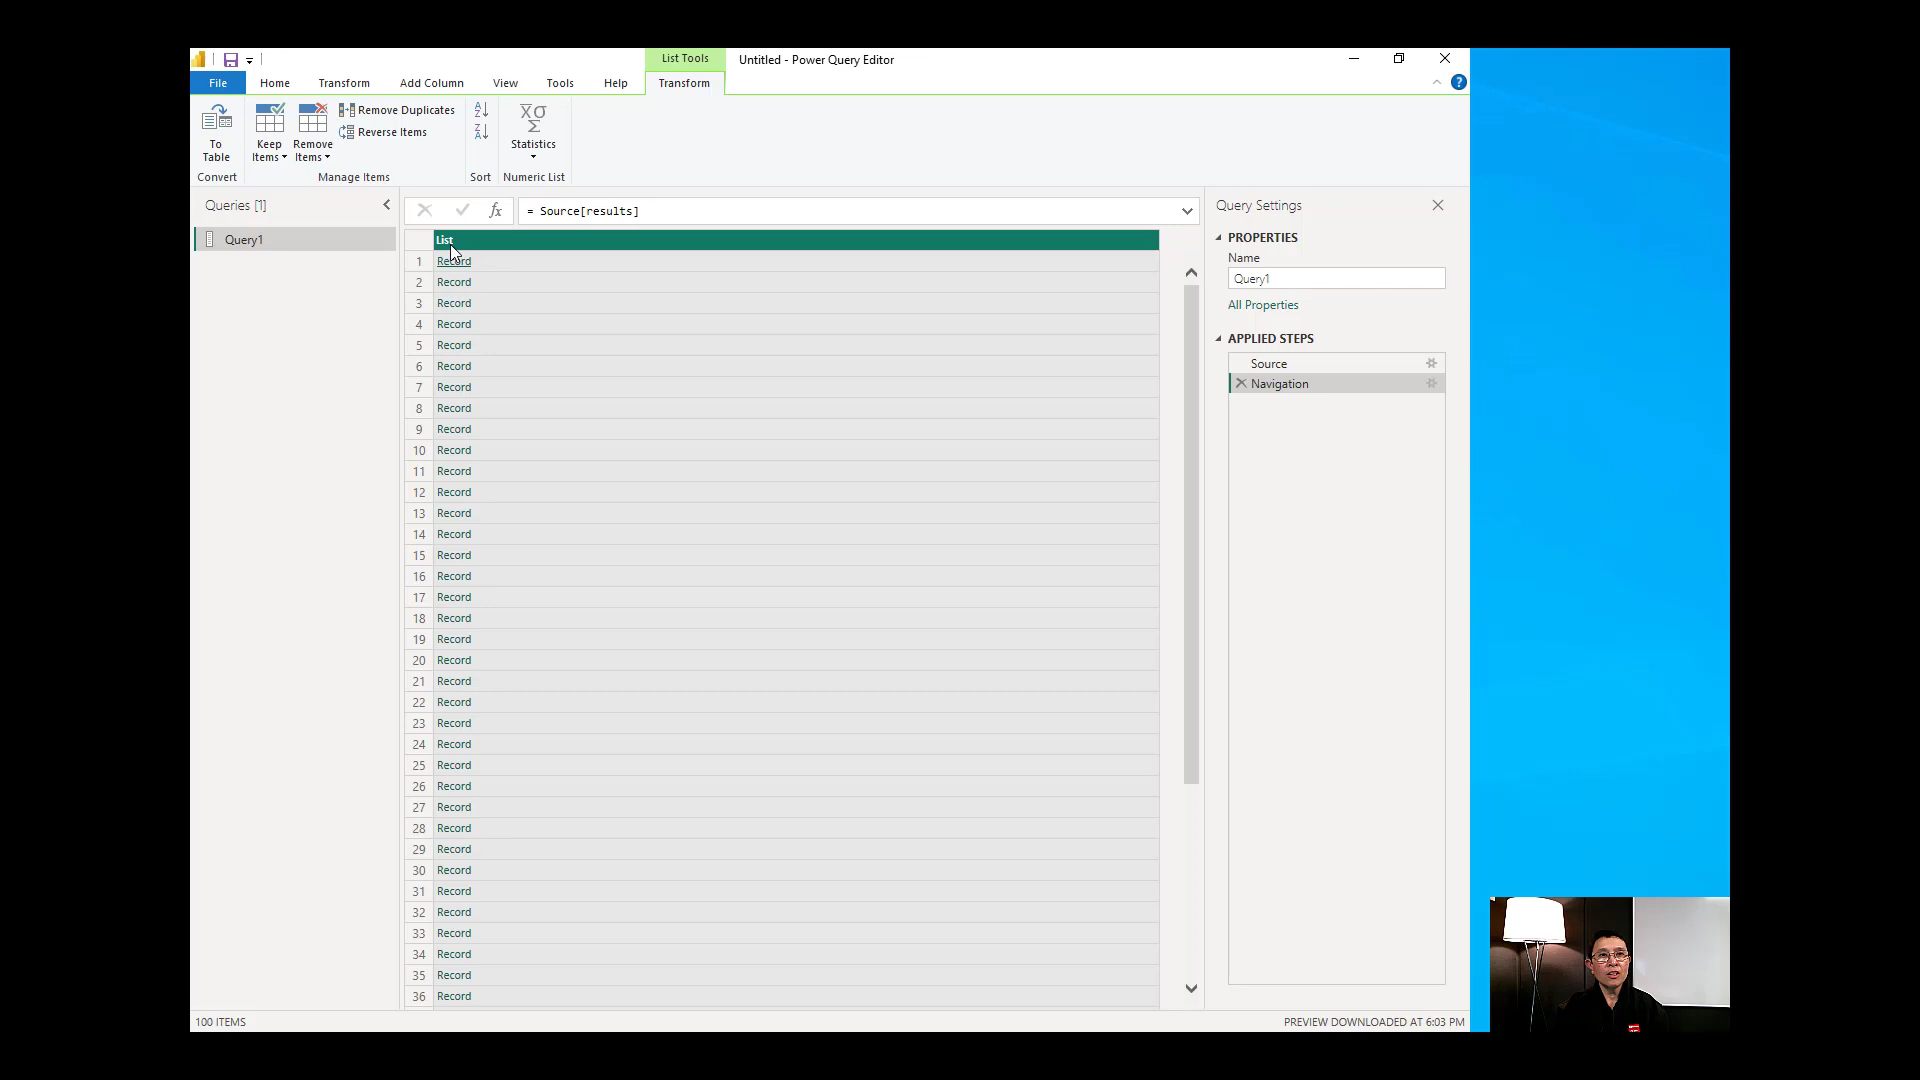 List Tools
Untitled - Power Query Editor
File
Home
Transform
Add Column
View
Tools
Help
Transform
To
Table
Keep
Items
Remove
Items
Remove Duplicates
Reverse Items
Statistics
Convert
Manage Items
Sort
Numeric List
Queries [1]
Query1
fx
= Source[results]
List
1 Record
2 Record
3 Record
4 Record
5 Record
6 Record
7 Record
8 Record
9 Record
10 Record
11 Record
12 Record
13 Record
14 Record
15 Record
16 Record
17 Record
18 Record
19 Record
20 Record
21 Record
22 Record
23 Record
24 Record
25 Record
26 Record
27 Record
28 Record
29 Record
30 Record
31 Record
32 Record
33 Record
34 Record
35 Record
36 Record
Query Settings
PROPERTIES
Name
Query1
All Properties
APPLIED STEPS
Source
Navigation
100 ITEMS
PREVIEW DOWNLOADED AT 6:03 PM